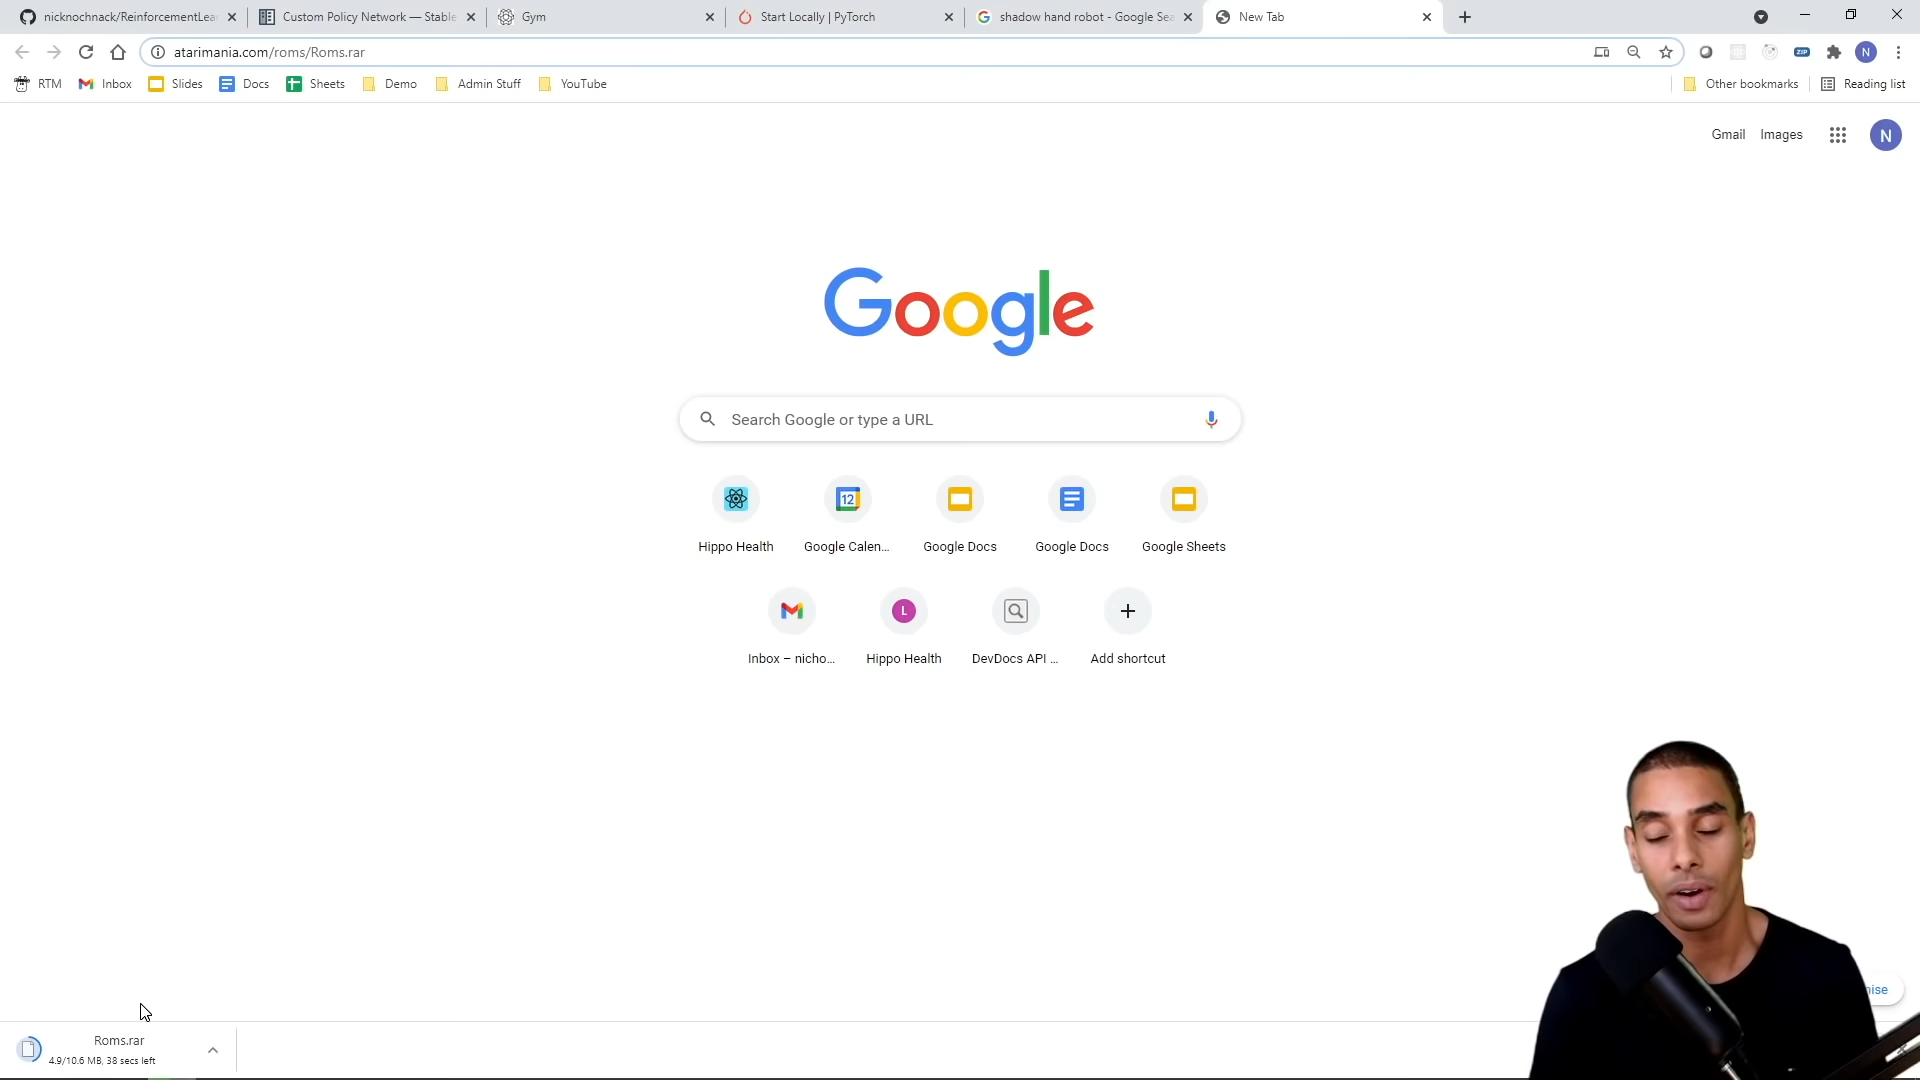 nicknochnack/ReinforcementLea
Custom Policy Network — Stable
Gym
Start Locally | PyTorch
shadow hand robot - Google Sea
New Tab
atarimania.com/roms/Roms.rar
ZIP
N
RTM
Inbox
Slides
Docs
Sheets
Demo
Admin Stuff
YouTube
Other bookmarks
Reading list
Gmail
Images
N
Google
Search Google or type a URL
12
Hippo Health
Google Calen...
Google Docs
Google Docs
Google Sheets
L
Inbox – nicho...
Hippo Health
DevDocs API ...
Add shortcut
Roms.rar
4.9/10.6 MB, 38 secs left